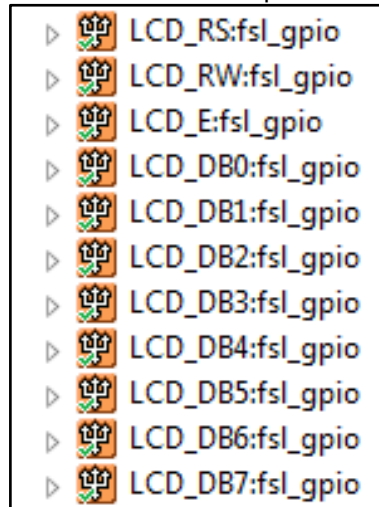 LCD_RS:fsl_gpio
LCD_RW:fsl_gpio
LCD_E:fsl_gpio
LCD_DB0:fsl_gpio
LCD_DB1:fsl_gpio
LCD_DB2:fsl_gpio
LCD_DB3:fsl_gpio
LCD_DB4:fsl_gpio
LCD_DB5:fsl_gpio
LCD_DB6:fsl_gpio
LCD_DB7:fsl_gpio